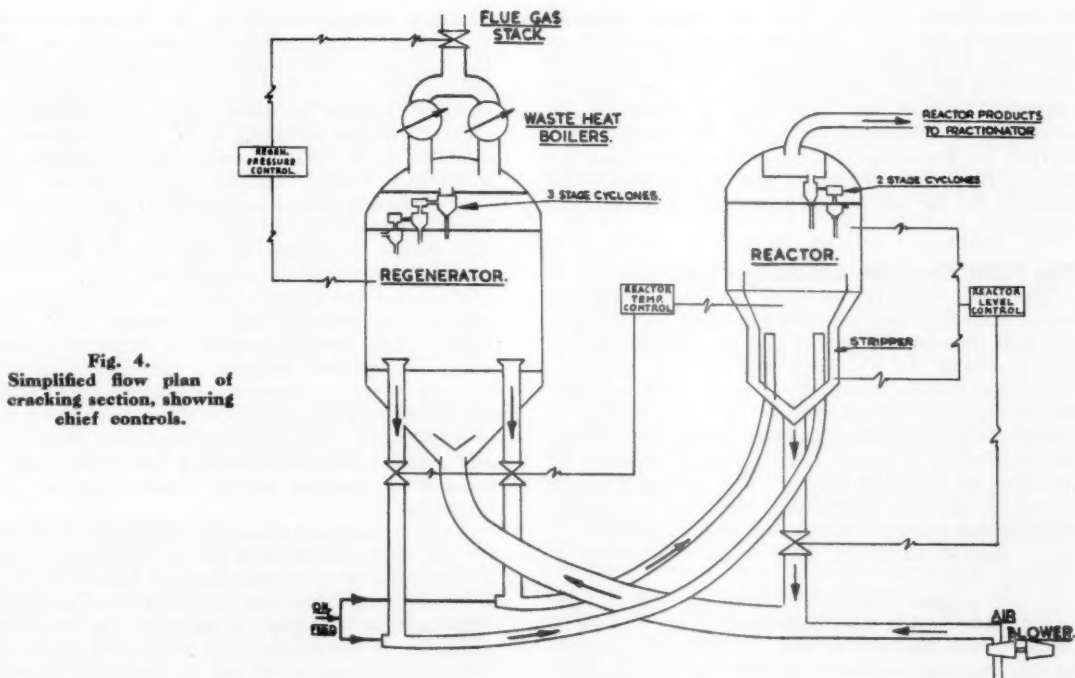 FLUE GAS
STACK.
WASTE HEAT
BOILERS.
REACTOR PRODUCTS
TO FRACTIONATOR.
REGEN.
PRESSURE
CONTROL
3 STAGE CYCLONES.
2 STAGE CYCLONES
REGENERATOR.
REACTOR.
REACTOR
TEMP.
CONTROL
REACTOR
LEVEL
CONTROL
STRIPPER
Fig. 4.
Simplified flow plan of
cracking section, showing
chief controls.
OIL
FEED
AIR
BLOWER.